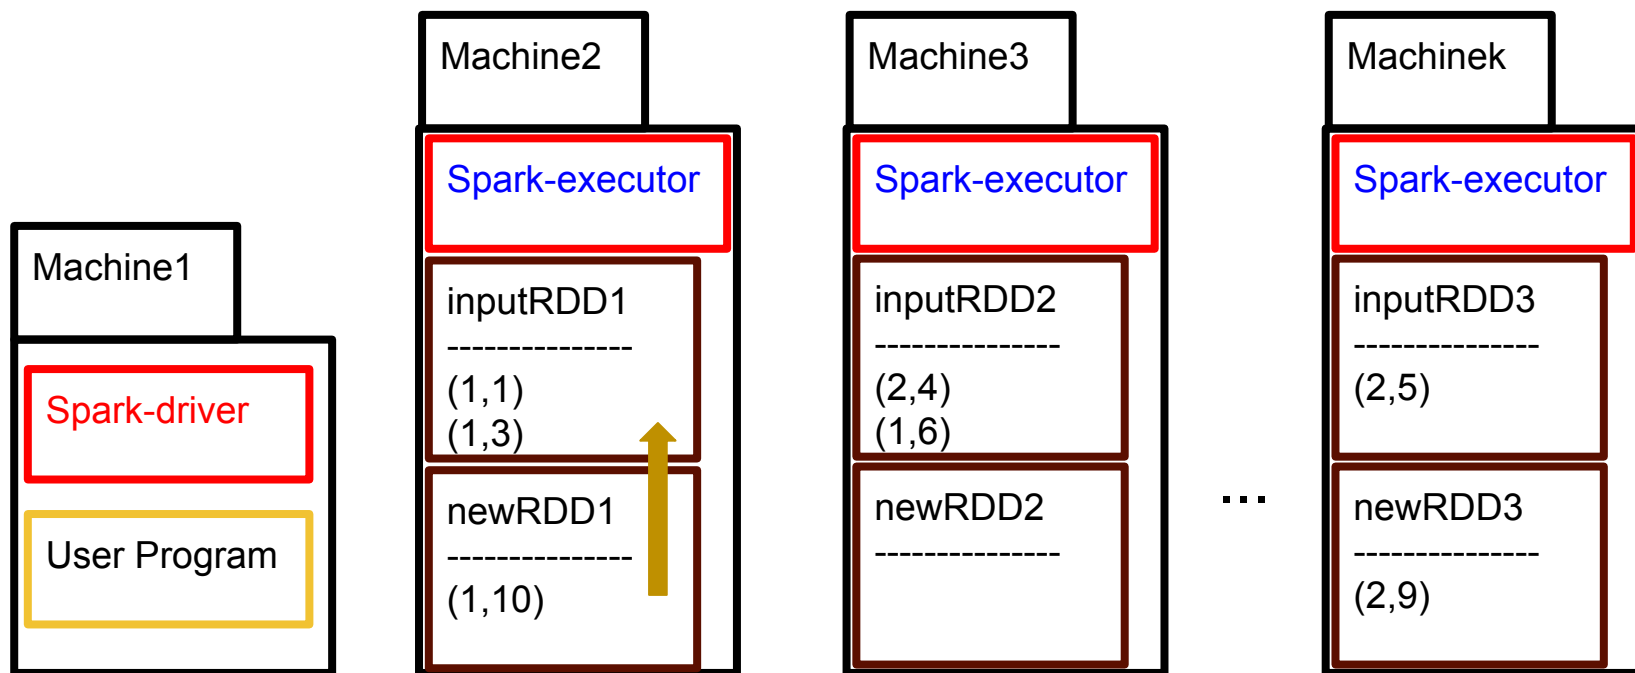 Machine1
Spark-driver
User Program
Machine2
Spark-executor
inputRDD1
---------------
(1,1)
(1,3)
newRDD1
---------------
(1,10)
Machine3
Spark-executor
inputRDD2
---------------
(2,4)
(1,6)
newRDD2
---------------
...
Machinek
Spark-executor
inputRDD3
---------------
(2,5)
newRDD3
---------------
(2,9)